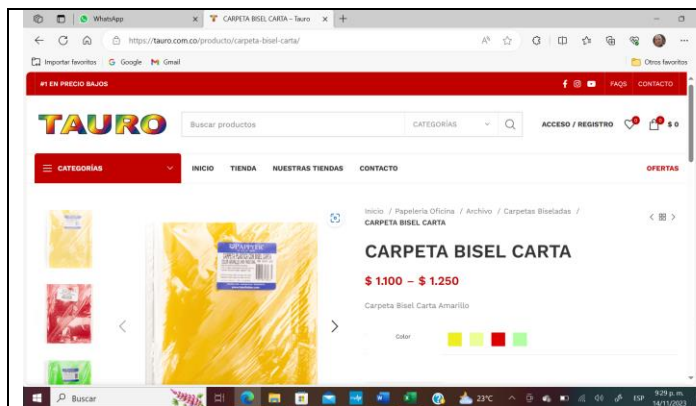 WhatsApp
CARPETA BISEL CARTA – Tauro
https://tauro.com.co/producto/carpeta-bisel-carta/
Importar favoritos
Google
Gmail
Otros favoritos
#1 EN PRECIO BAJOS
FAQS
CONTACTO
TAURO
Buscar productos
CATEGORÍAS
ACCESO / REGISTRO
0
0
$ 0
CATEGORÍAS
INICIO
TIENDA
NUESTRAS TIENDAS
CONTACTO
OFERTAS
Inicio / Papelería Oficina / Archivo / Carpetas Biseladas /
CARPETA BISEL CARTA
CARPETA BISEL CARTA
$ 1.100 – $ 1.250
Carpeta Bisel Carta Amarillo
Color
Buscar
23°C
ESP
9:29 p. m.
14/11/2023